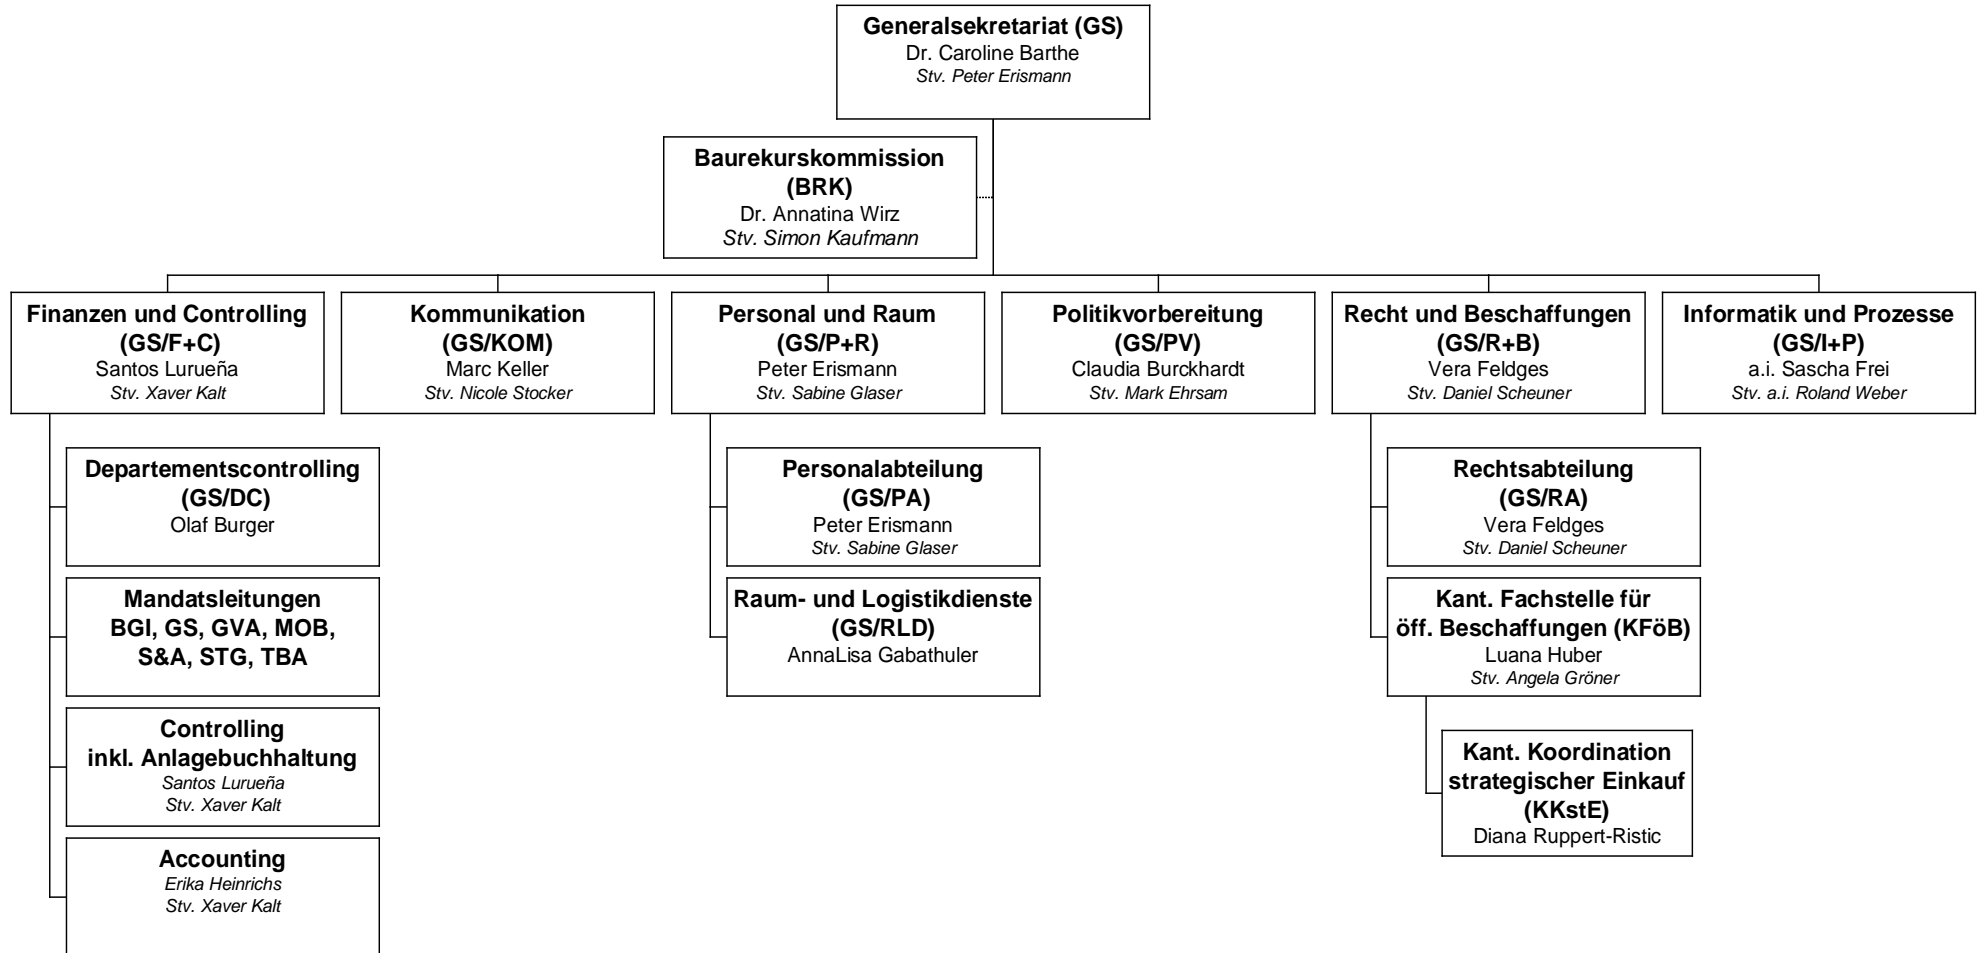 Generalsekretariat (GS)
Dr. Caroline Barthe
Stv. Peter Erismann
Baurekurskommission
(BRK)
Dr. Annatina Wirz
Stv. Simon Kaufmann
Finanzen und Controlling
(GS/F+C)
Santos Lurueña
Stv. Xaver Kalt
Kommunikation
(GS/KOM)
Marc Keller
Stv. Nicole Stocker
Personal und Raum
(GS/P+R)
Peter Erismann
Stv. Sabine Glaser
Politikvorbereitung
(GS/PV)
Claudia Burckhardt
Stv. Mark Ehrsam
Recht und Beschaffungen
(GS/R+B)
Vera Feldges
Stv. Daniel Scheuner
Informatik und Prozesse
(GS/I+P)
a.i. Sascha Frei
Stv. a.i. Roland Weber
Departementscontrolling
(GS/DC)
Olaf Burger
Mandatsleitungen
BGI, GS, GVA, MOB,
S&A, STG, TBA
Controlling
inkl. Anlagebuchhaltung
Santos Lurueña
Stv. Xaver Kalt
Accounting
Erika Heinrichs
Stv. Xaver Kalt
Personalabteilung
(GS/PA)
Peter Erismann
Stv. Sabine Glaser
Raum- und Logistikdienste
(GS/RLD)
AnnaLisa Gabathuler
Rechtsabteilung
(GS/RA)
Vera Feldges
Stv. Daniel Scheuner
Kant. Fachstelle für
öff. Beschaffungen (KFöB)
Luana Huber
Stv. Angela Gröner
Kant. Koordination
strategischer Einkauf
(KKstE)
Diana Ruppert-Ristic